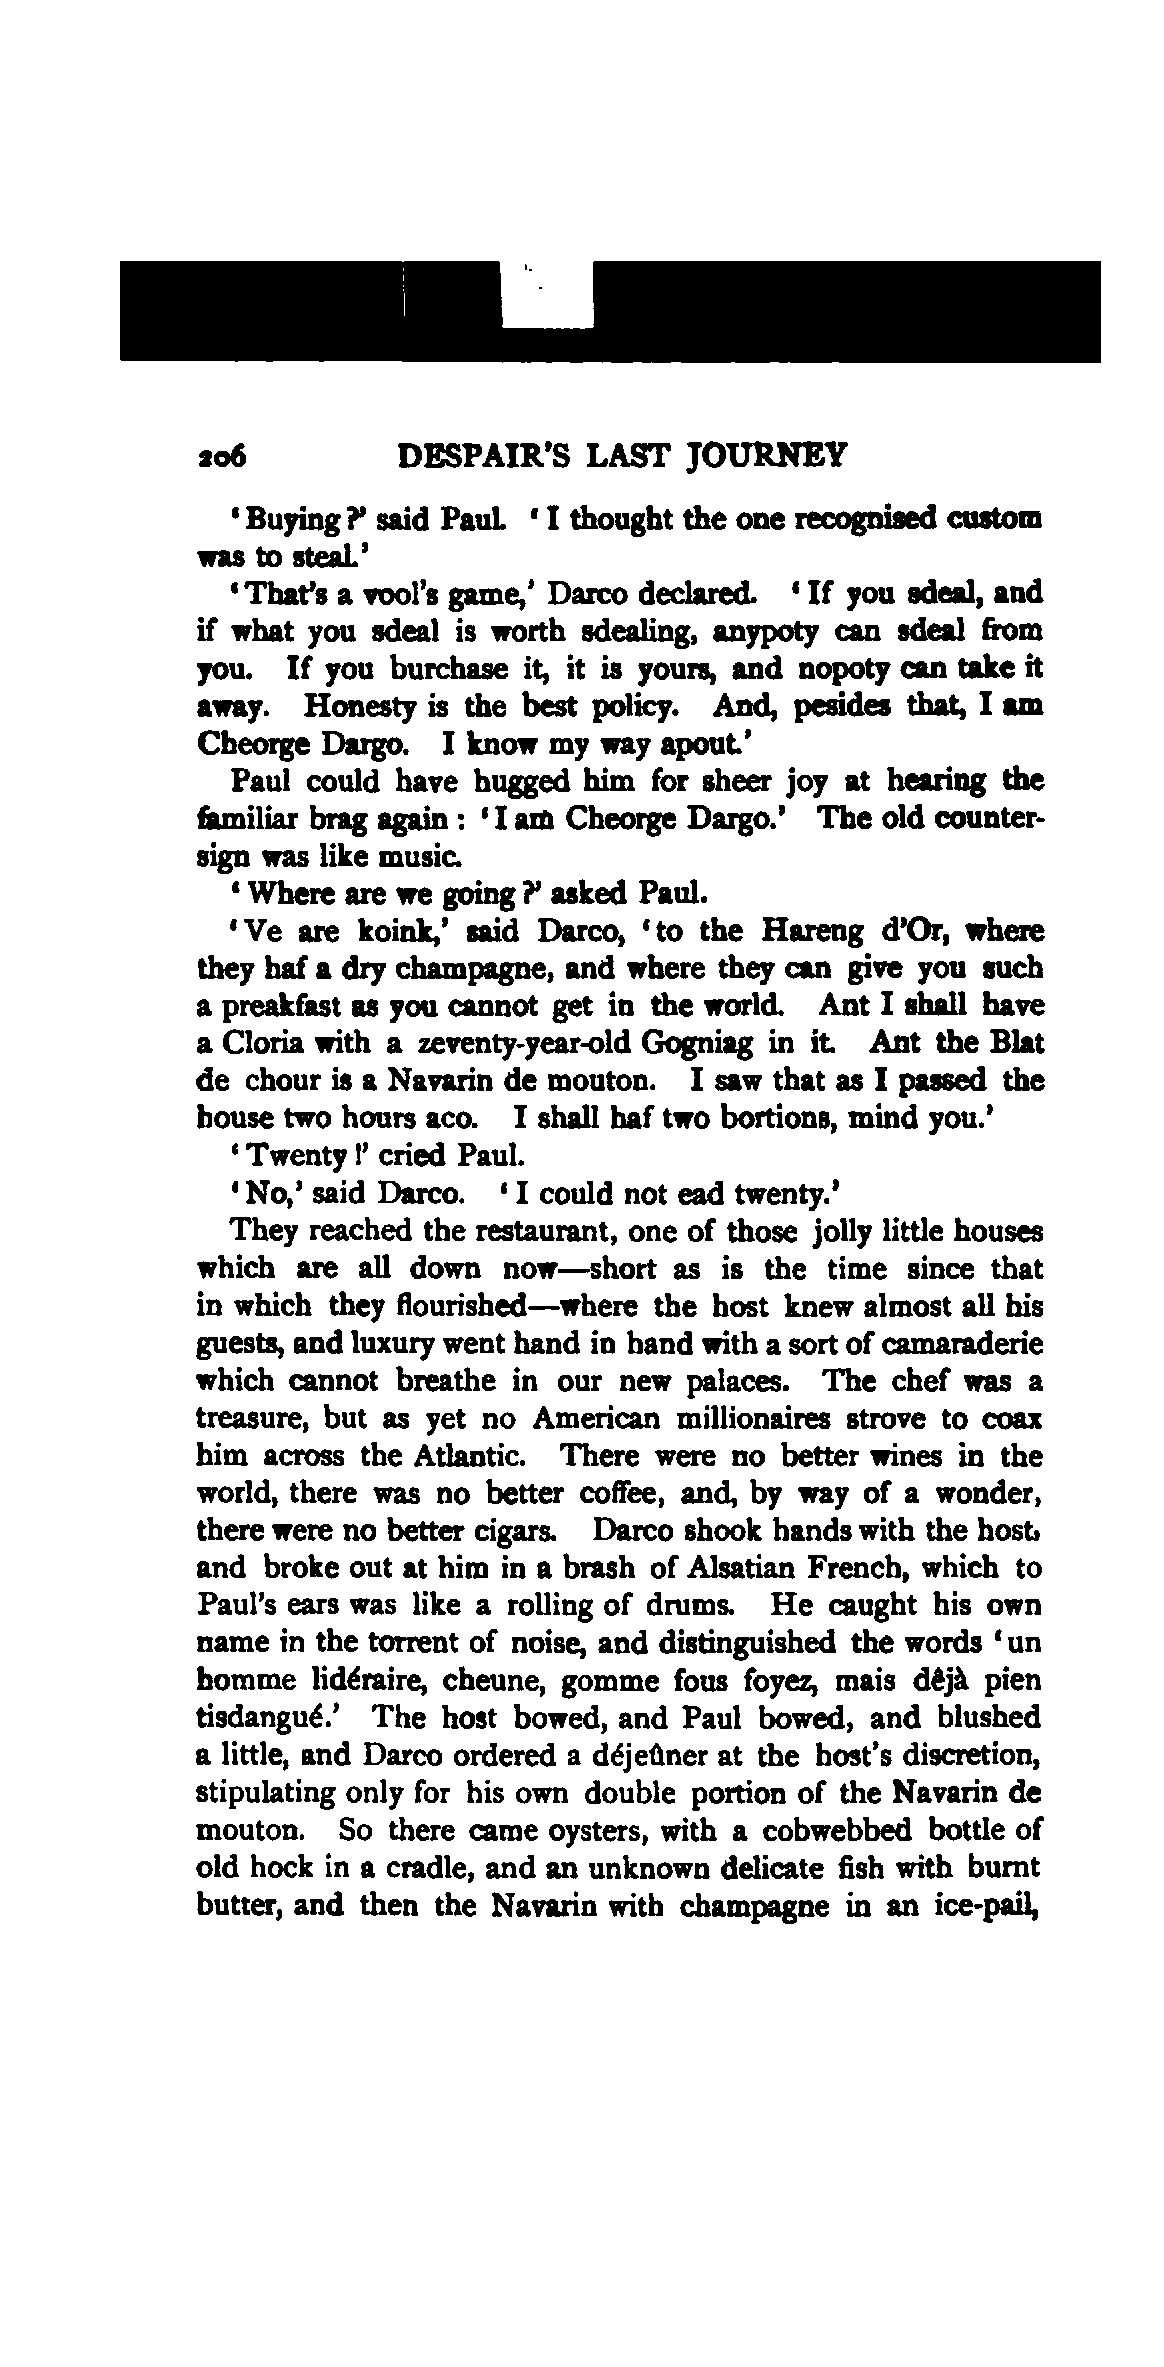 206 DESPAIR'S LAST JOURNEY
'Buying?' said Paul. 'I thought the one recognised custom
was to steal.'
'That's a vool's game,' Darco declared. 'If you sdeal, and
if what you sdeal is worth sdealing, anypoty can sdeal from
you. If you burchase it, it is yours, and nopoty can take it
away. Honesty is the best policy. And, pesides that, I am
Cheorge Dargo. I know my way apout.'
Paul could have hugged him for sheer joy at hearing the
familiar brag again: 'I am Cheorge Dargo.' The old counter-
sign was like music.
'Where are we going?' asked Paul.
'Ve are koink,' said Darco, 'to the Hareng d'Or, where
they haf a dry champagne, and where they can give you such
a preakfast as you cannot get in the world. Ant I shall have
a Cloria with a zeventy-year-old Gogniag in it. Ant the Blat
de chour is a Navarin de mouton. I saw that as I passed the
house two hours aco. I shall haf two bortions, mind you.'
'Twenty!' cried Paul.
'No,' said Darco. 'I could not ead twenty.'
They reached the restaurant, one of those jolly little houses
which are all down now—short as is the time since that
in which they flourished—where the host knew almost all his
guests, and luxury went hand in hand with a sort of camaraderie
which cannot breathe in our new palaces. The chef was a
treasure, but as yet no American millionaires strove to coax
him across the Atlantic. There were no better wines in the
world, there was no better coffee, and, by way of a wonder,
there were no better cigars. Darco shook hands with the host,
and broke out at him in a brash of Alsatian French, which to
Paul's ears was like a rolling of drums. He caught his own
name in the torrent of noise, and distinguished the words 'un
homme lidéraire, cheune, gomme fous foyez, mais dêjà pien
tisdangué.' The host bowed, and Paul bowed, and blushed
a little, and Darco ordered a déjeûner at the host's discretion,
stipulating only for his own double portion of the Navarin de
mouton. So there came oysters, with a cobwebbed bottle of
old hock in a cradle, and an unknown delicate fish with burnt
butter, and then the Navarin with champagne in an ice-pail,